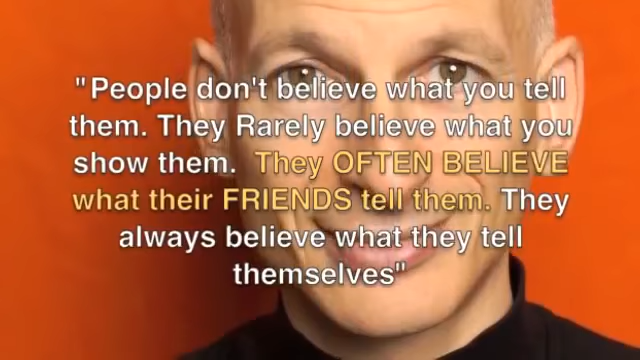 "People don't believe what you tell
them. They Rarely believe what you
show them.  They OFTEN BELIEVE
what their FRIENDS tell them. They
always believe what they tell
themselves"